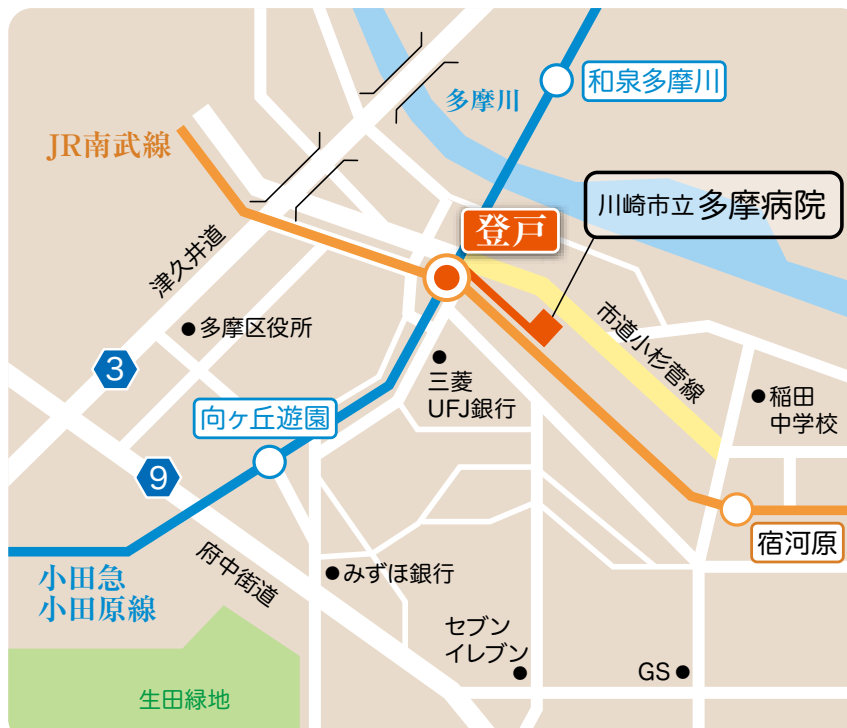 和泉多摩川
多摩川
JR南武線
川崎市立 多摩病院
登戸
津久井道
多摩区役所
市道小杉菅線
3
三菱
UFJ銀行
稲田
中学校
向ヶ丘遊園
9
宿河原
府中街道
みずほ銀行
小田急
小田原線
セブン
イレブン
GS
生田緑地